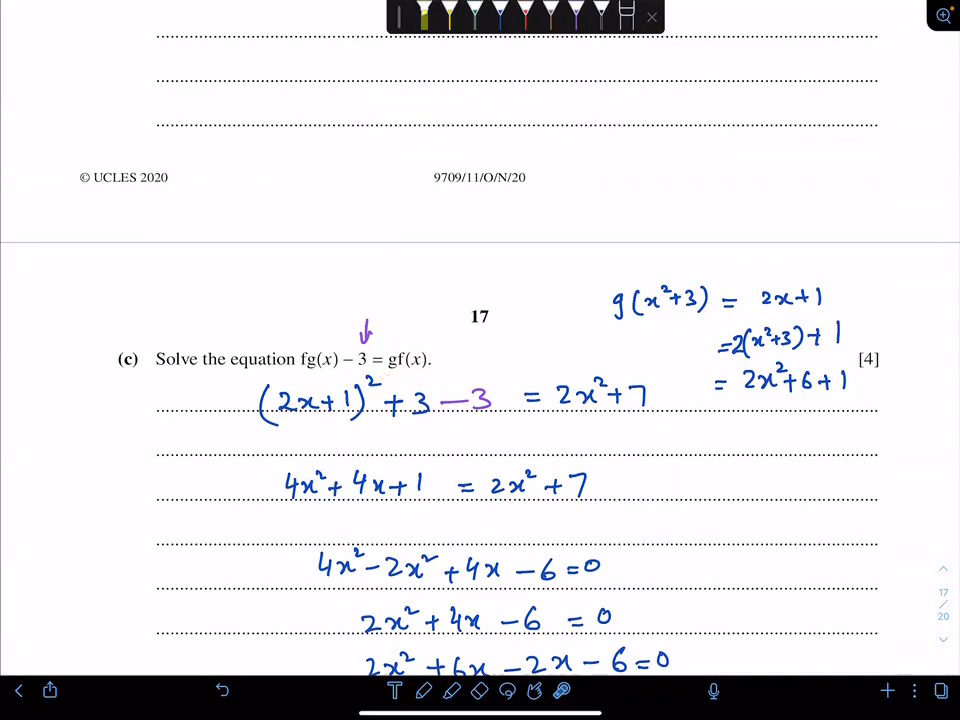 © UCLES 2020 9709/11/O/N/20
g(x²+3) = 2x+1
17
=2(x²+3)+1
(c) Solve the equation fg(x) − 3 = gf(x). [4]
= 2x²+6+1
(2x+1)² + 3 − 3 = 2x²+7
4x²+4x+1 = 2x²+7
4x²−2x²+4x−6=0
2x²+4x−6 = 0
2x²+6x−2x−6=0
17
/
20